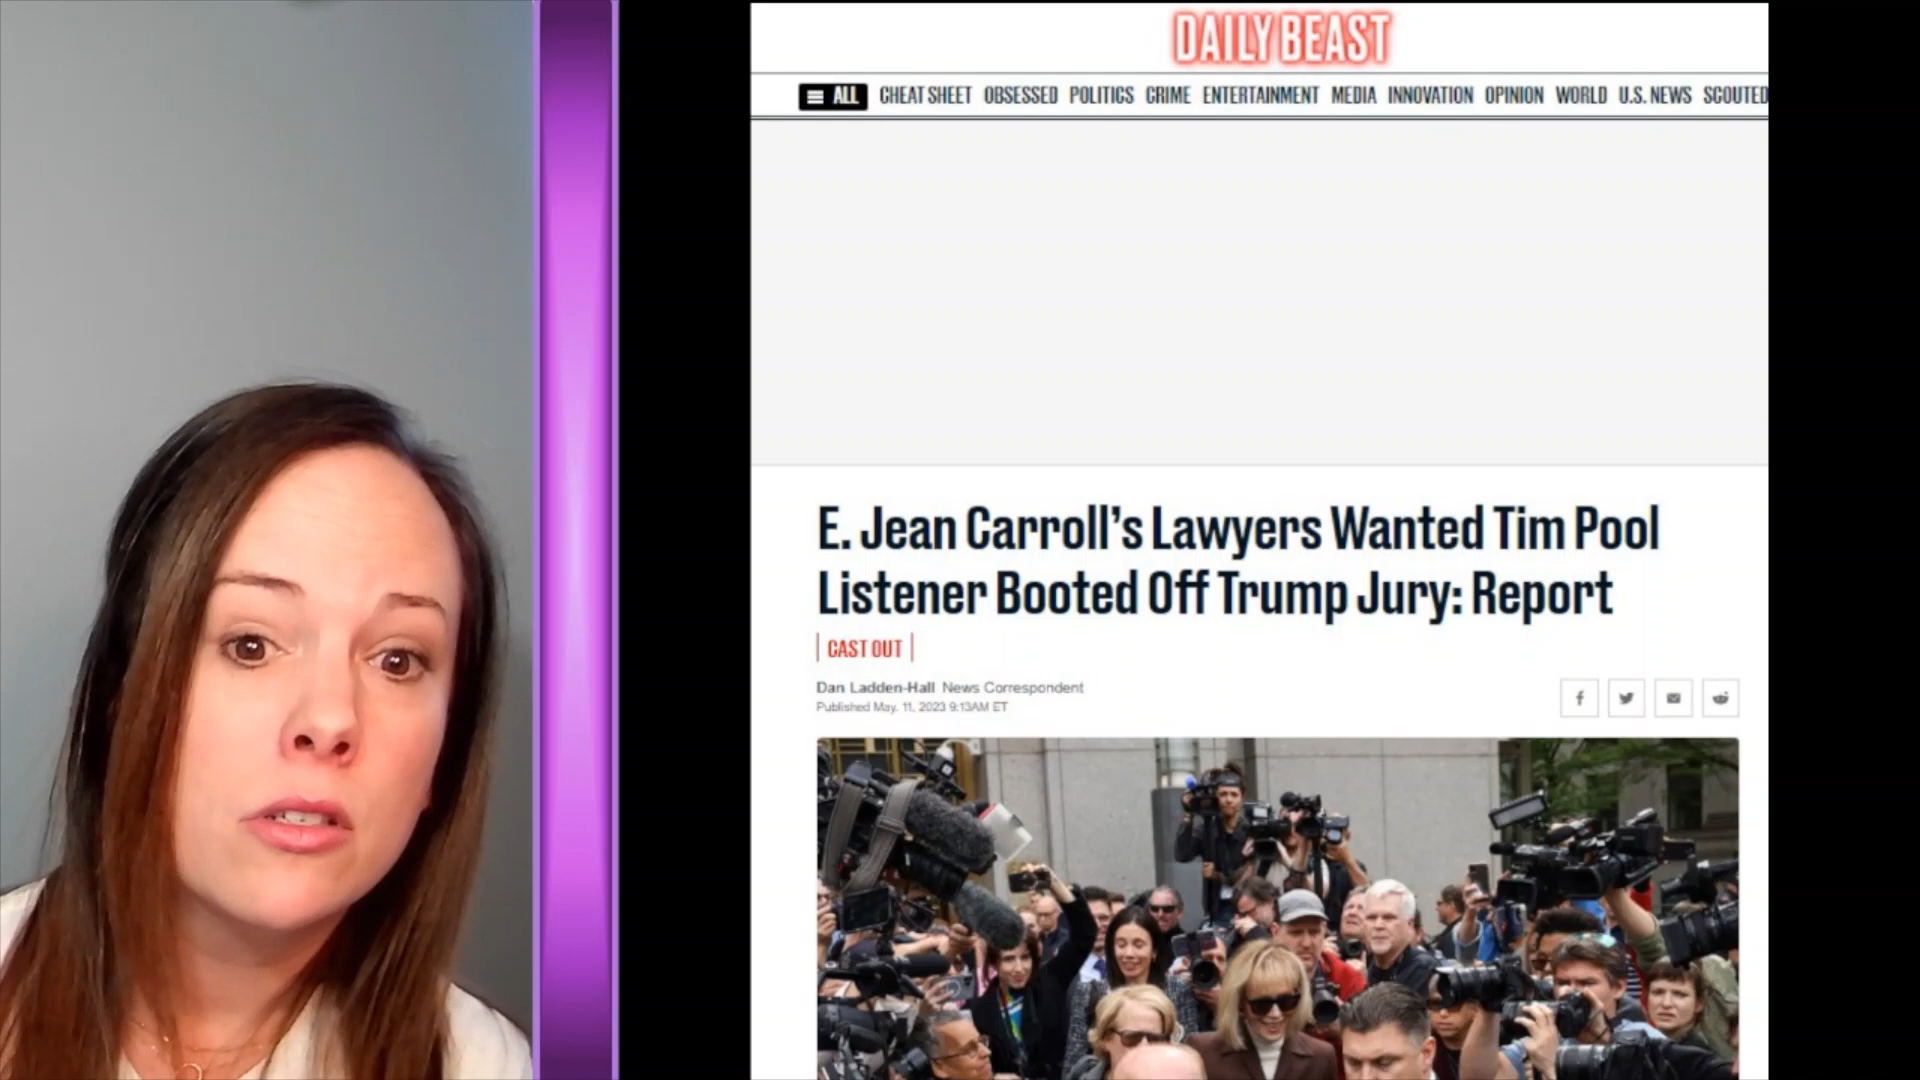 DAILY BEAST
ALL CHEAT SHEET OBSESSED POLITICS CRIME ENTERTAINMENT MEDIA INNOVATION OPINION WORLD U.S. NEWS SCOUTED
E. Jean Carroll’s Lawyers Wanted Tim Pool
Listener Booted Off Trump Jury: Report
CAST OUT
Dan Ladden-Hall News Correspondent
Published May. 11, 2023 9:13AM ET